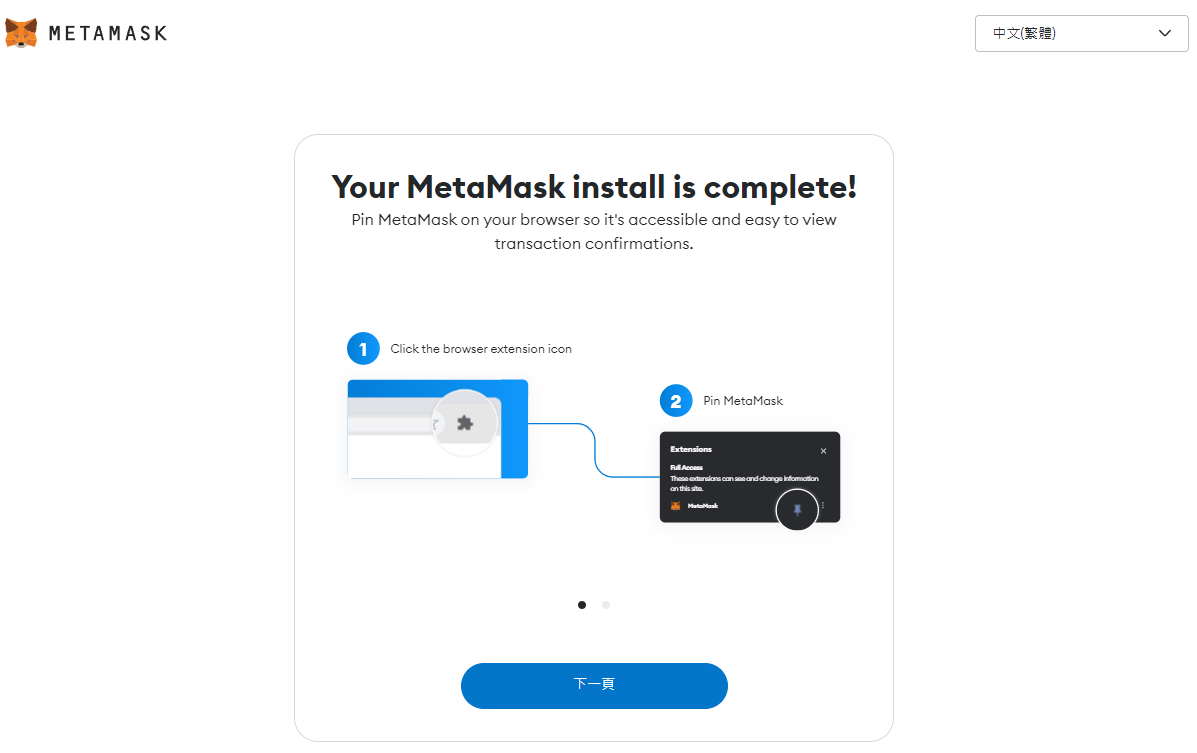 METAMASK
中文(繁體)
Your MetaMask install is complete!
Pin MetaMask on your browser so it's accessible and easy to view
transaction confirmations.
1 Click the browser extension icon
2 Pin MetaMask
Extensions
Full Access
These extensions can see and change information
on this site.
MetaMask
下一頁